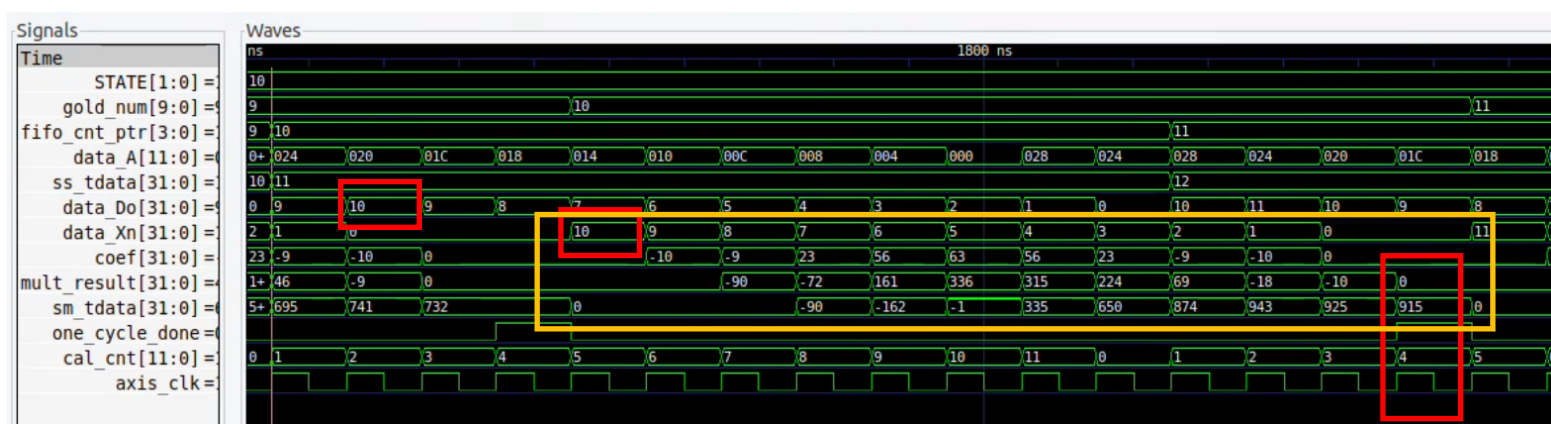 Signals
Waves
Time
ns 1800 ns
STATE[1:0] = 10
gold_num[9:0] =9 9 10 11
fifo_cnt_ptr[3:0] = 9 10 11
data_A[11:0] = 0+ 024 020 01C 018 014 010 00C 008 004 000 028 024 028 024 020 01C 018
ss_tdata[31:0] = 10 11 12
data_Do[31:0] =9 0 9 10 9 8 7 6 5 4 3 2 1 0 10 11 10 9 8
data_Xn[31:0] = 2 1 0 10 9 8 7 6 5 4 3 2 1 0 11
coef[31:0] =- 23 -9 -10 0 -10 -9 23 56 63 56 23 -9 -10 0
mult_result[31:0] =4 1+ 46 -9 0 -90 -72 161 336 315 224 69 -18 -10 0
sm_tdata[31:0] =6 5+ 695 741 732 0 -90 -162 -1 335 650 874 943 925 915 0
one_cycle_done =0
cal_cnt[11:0] = 0 1 2 3 4 5 6 7 8 9 10 11 0 1 2 3 4 5
axis_clk =